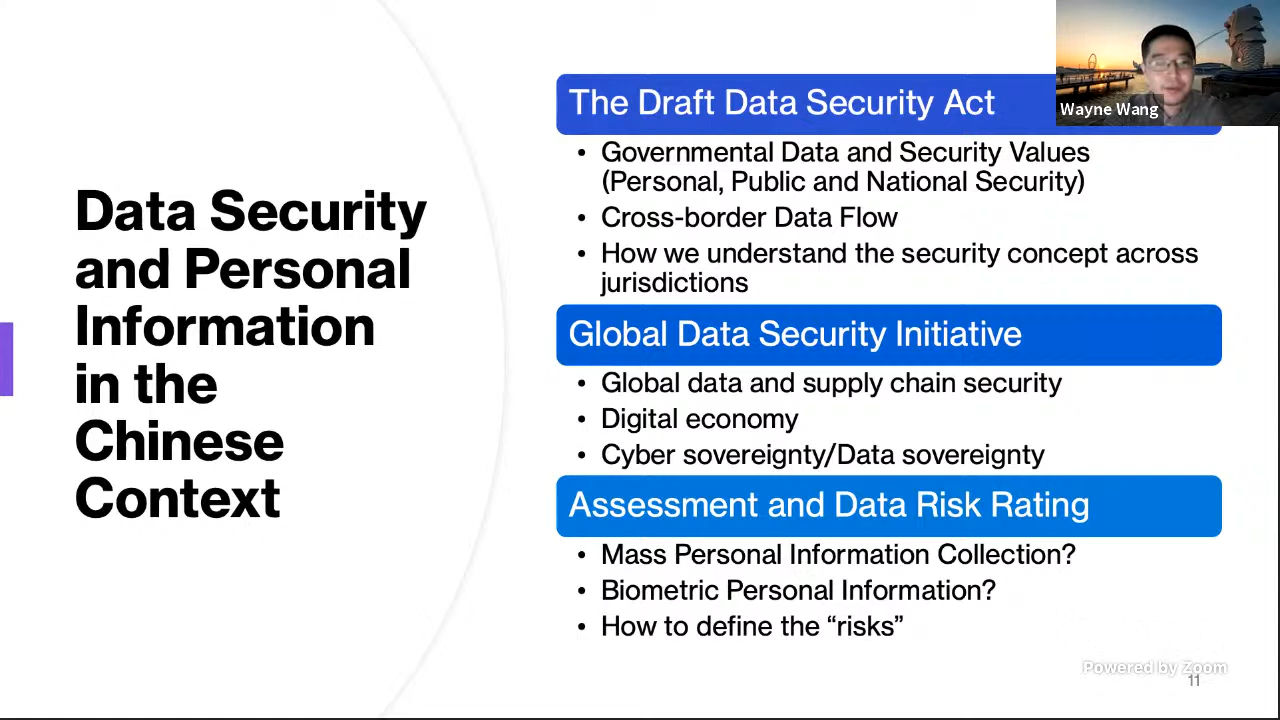 Data Security
and Personal
Information
in the
Chinese
Context
The Draft Data Security Act
• Governmental Data and Security Values
(Personal, Public and National Security)
• Cross-border Data Flow
• How we understand the security concept across
jurisdictions
Global Data Security Initiative
• Global data and supply chain security
• Digital economy
• Cyber sovereignty/Data sovereignty
Assessment and Data Risk Rating
• Mass Personal Information Collection?
• Biometric Personal Information?
• How to define the “risks”
Wayne Wang
Powered by Zoom
11